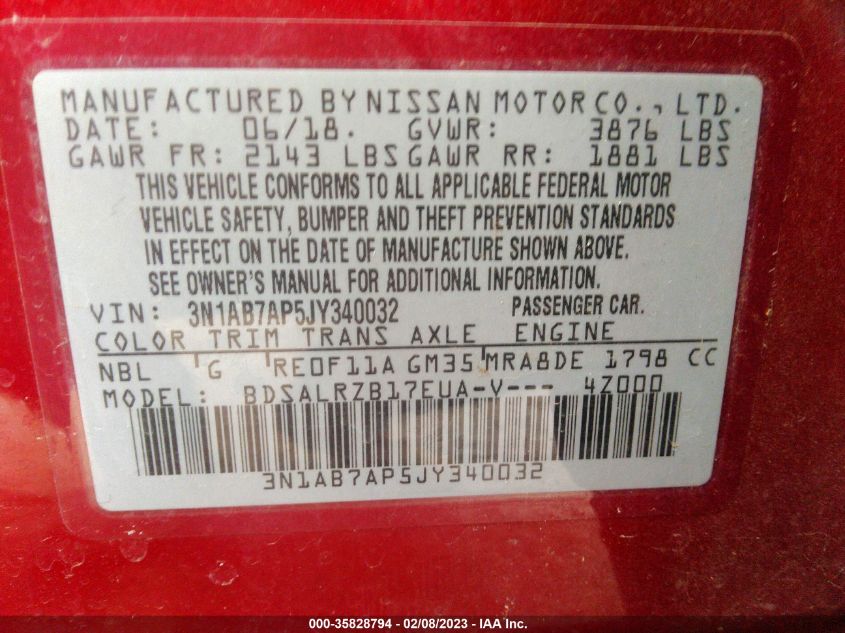 MANUFACTURED BY NISSAN MOTOR CO., LTD.
DATE: 06/18. GVWR: 3876 LBS
GAWR FR: 2143 LBS GAWR RR: 1881 LBS
THIS VEHICLE CONFORMS TO ALL APPLICABLE FEDERAL MOTOR
VEHICLE SAFETY, BUMPER AND THEFT PREVENTION STANDARDS
IN EFFECT ON THE DATE OF MANUFACTURE SHOWN ABOVE.
SEE OWNER'S MANUAL FOR ADDITIONAL INFORMATION.
VIN: 3N1AB7AP5JY340032 PASSENGER CAR.
COLOR TRIM TRANS AXLE ENGINE
NBL G RE0F11A GM35 MRA8DE 1798 CC
MODEL: BDSALRZB17EUA-V--- 4Z000
3N1AB7AP5JY340032
000-35828794 - 02/08/2023 - IAA Inc.